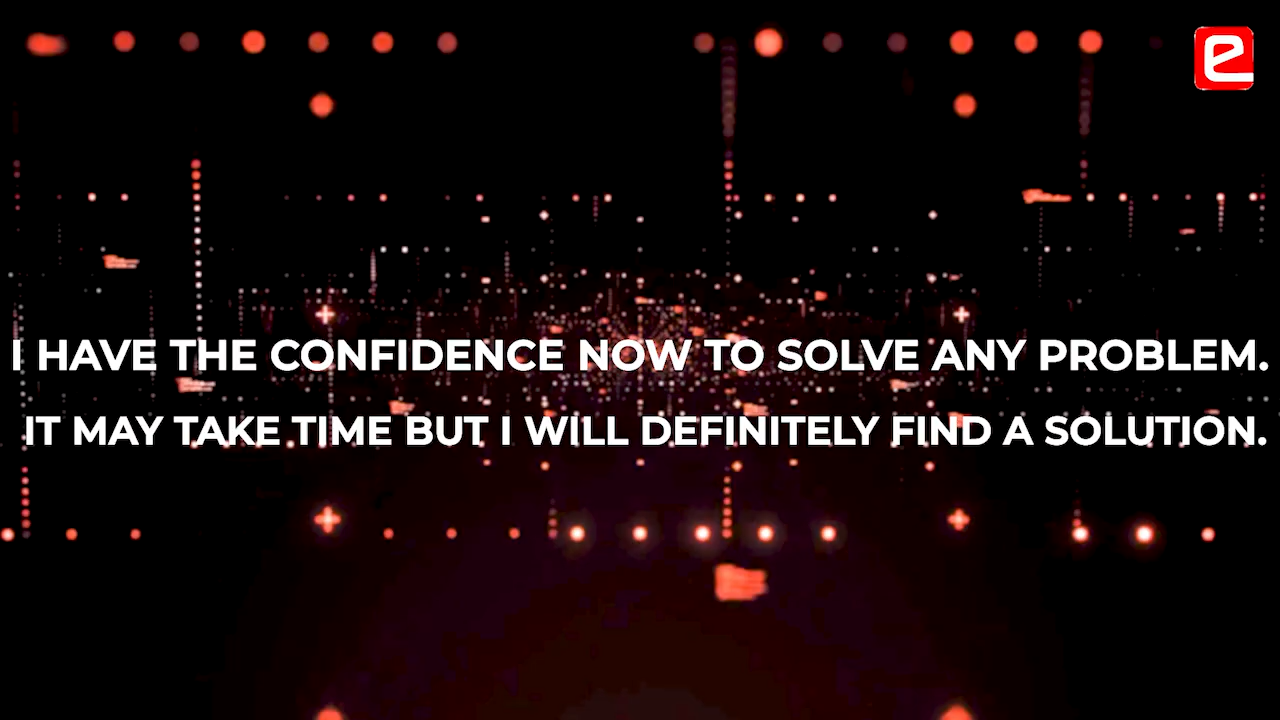 e
I HAVE THE CONFIDENCE NOW TO SOLVE ANY PROBLEM.
IT MAY TAKE TIME BUT I WILL DEFINITELY FIND A SOLUTION.